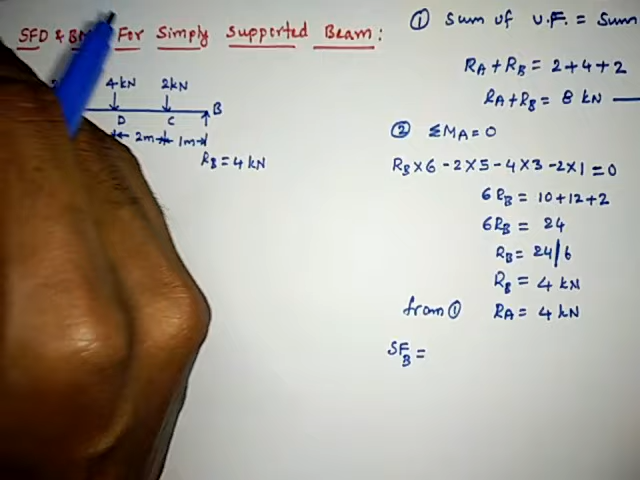 SFD & For Simply Supported Beam:
4kN 2kN
B
D C
2m 1m
RB = 4 kN
① Sum of U.F. = Sum
RA + RB = 2+4+2
RA+RB = 8 kN
② ΣMA = 0
RB×6 -2×5 -4×3 -2×1 = 0
6RB = 10+12+2
6RB = 24
RB = 24/6
RB = 4 kN
from ① RA = 4 kN
SFB =